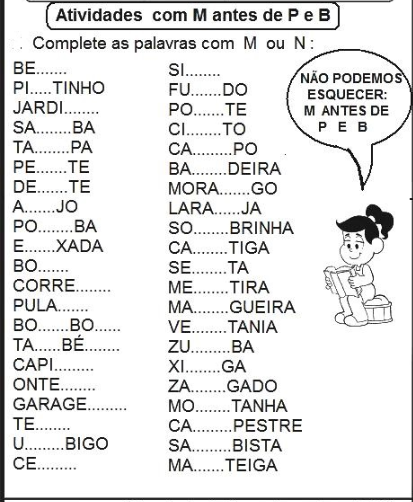 Atividades com M antes de P e B
Complete as palavras com M ou N :
BE.......
PI.....TINHO
JARDI........
SA........BA
TA........PA
PE.......TE
DE.......TE
A.......JO
PO........BA
E......XADA
BO.......
CORRE........
PULA.......
BO.......BO......
TA......BÉ........
CAPI.........
ONTE........
GARAGE.........
TE........
U.........BIGO
CE.........
SI........
FU.......DO
PO.......TE
CI.......TO
CA.........PO
BA........DEIRA
MORA.......GO
LARA......JA
SO........BRINHA
CA........TIGA
SE........TA
ME........TIRA
MA........GUEIRA
VE........TANIA
ZU........BA
XI........GA
ZA........GADO
MO........TANHA
CA.........PESTRE
SA.........BISTA
MA.......TEIGA
NÃO PODEMOS
ESQUECER:
M ANTES DE
P E B